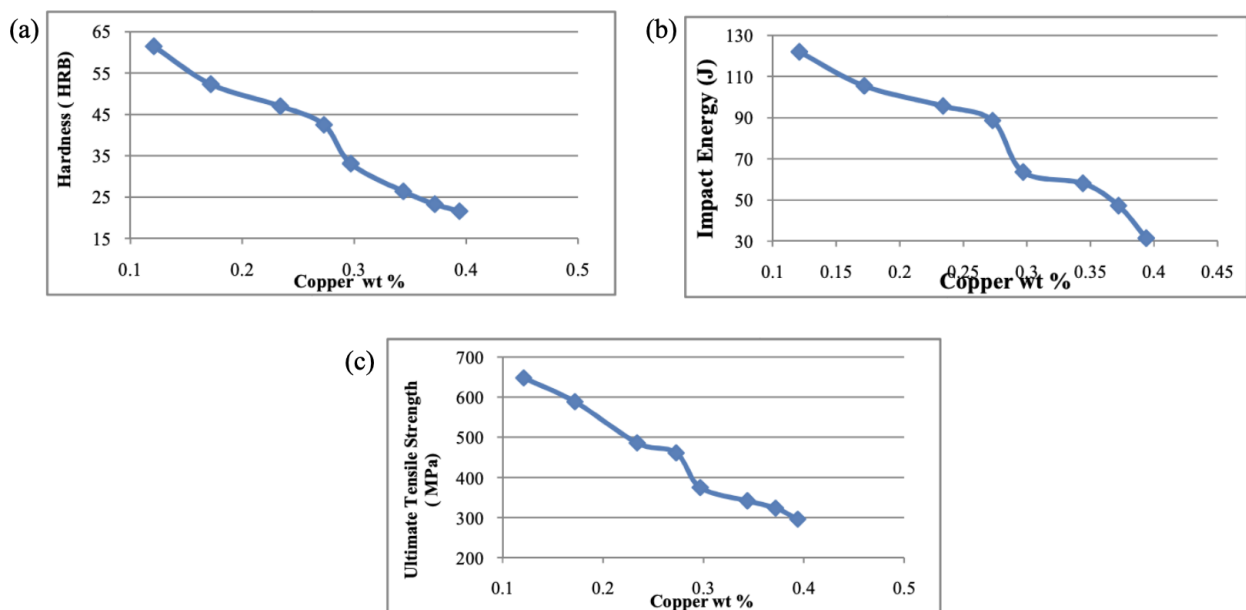 (a)
65
55
45
35
25
15
Hardness ( HRB)
0.1 0.2 0.3 0.4 0.5
Copper wt %
(b)
130
110
90
70
50
30
Impact Energy (J)
0.1 0.15 0.2 0.25 0.3 0.35 0.4 0.45
Copper wt %
(c)
700
600
500
400
300
200
Ultimate Tensile Strength
( MPa)
0.1 0.2 0.3 0.4 0.5
Copper wt %